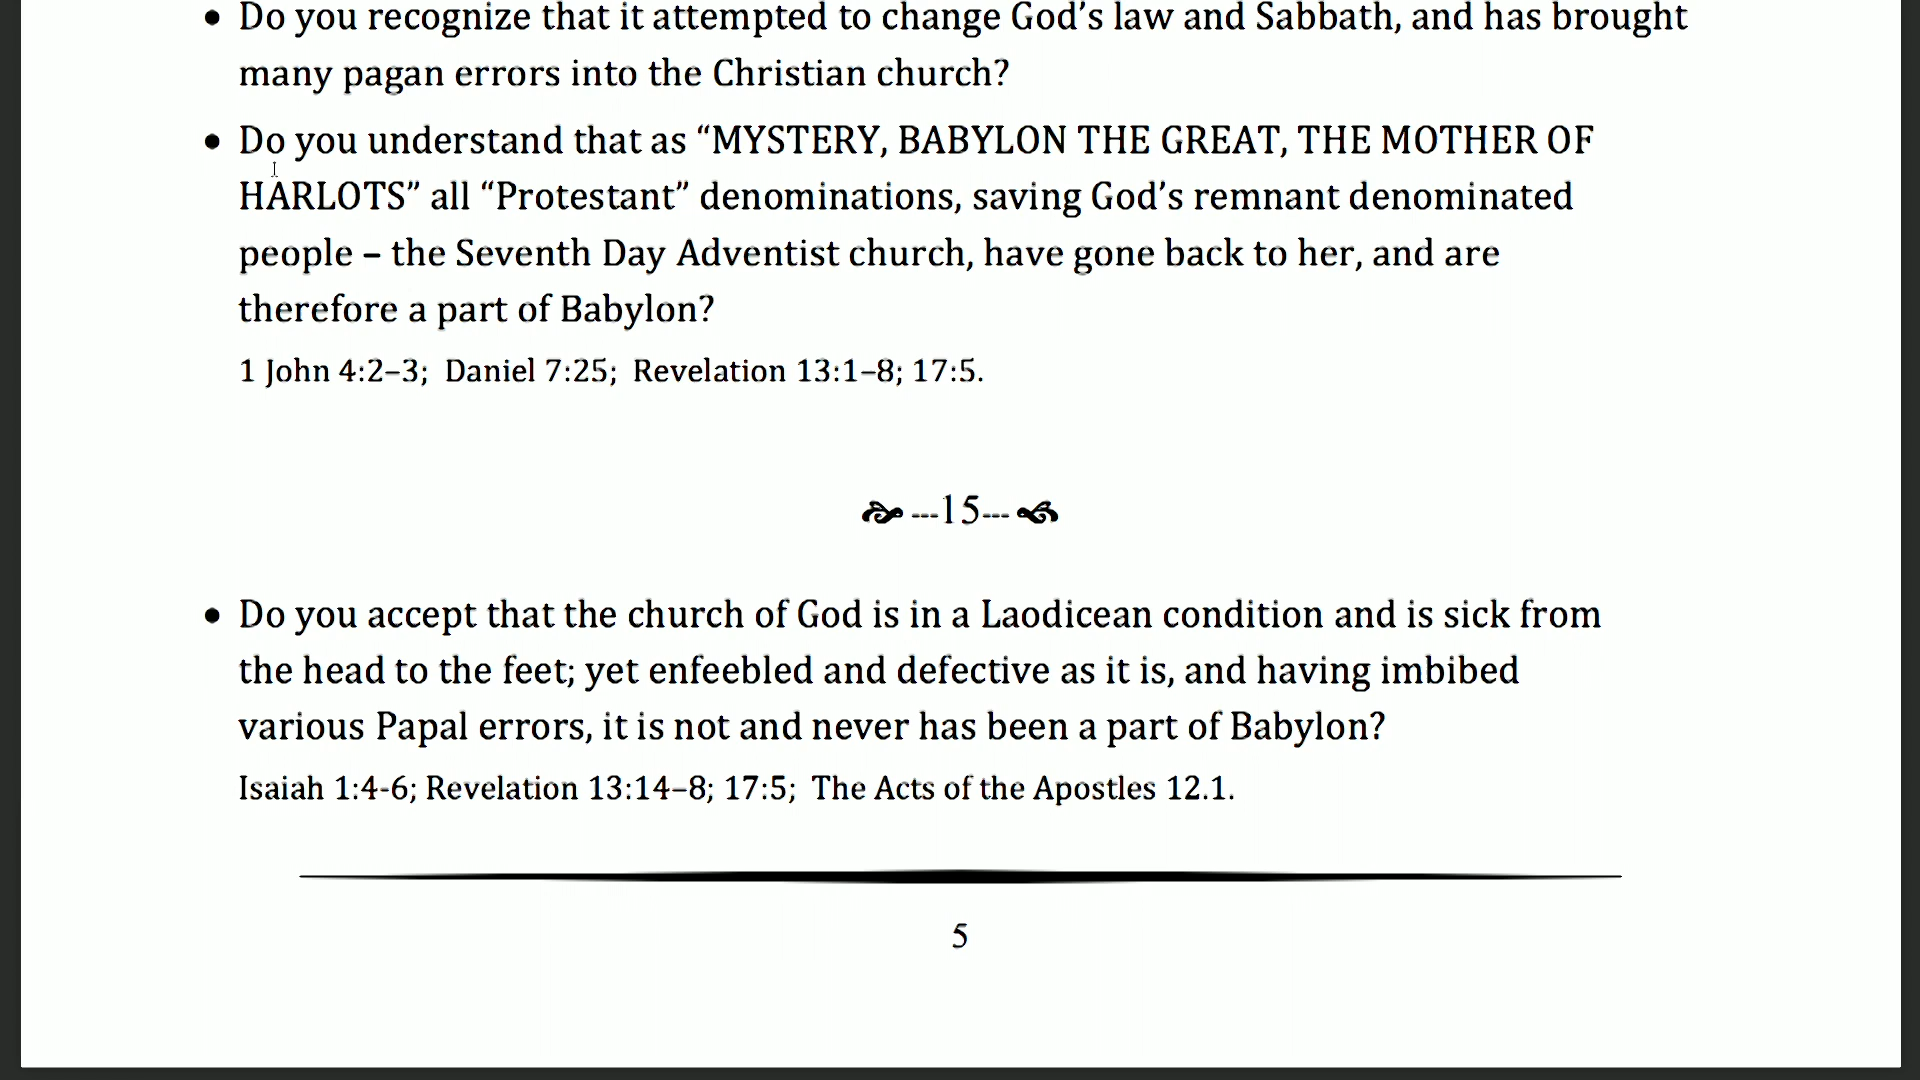 • Do you recognize that it attempted to change God’s law and Sabbath, and has brought
many pagan errors into the Christian church?
• Do you understand that as “MYSTERY, BABYLON THE GREAT, THE MOTHER OF
HARLOTS” all “Protestant” denominations, saving God’s remnant denominated
people – the Seventh Day Adventist church, have gone back to her, and are
therefore a part of Babylon?
1 John 4:2–3; Daniel 7:25; Revelation 13:1–8; 17:5.
---15---
• Do you accept that the church of God is in a Laodicean condition and is sick from
the head to the feet; yet enfeebled and defective as it is, and having imbibed
various Papal errors, it is not and never has been a part of Babylon?
Isaiah 1:4-6; Revelation 13:14–8; 17:5; The Acts of the Apostles 12.1.
5